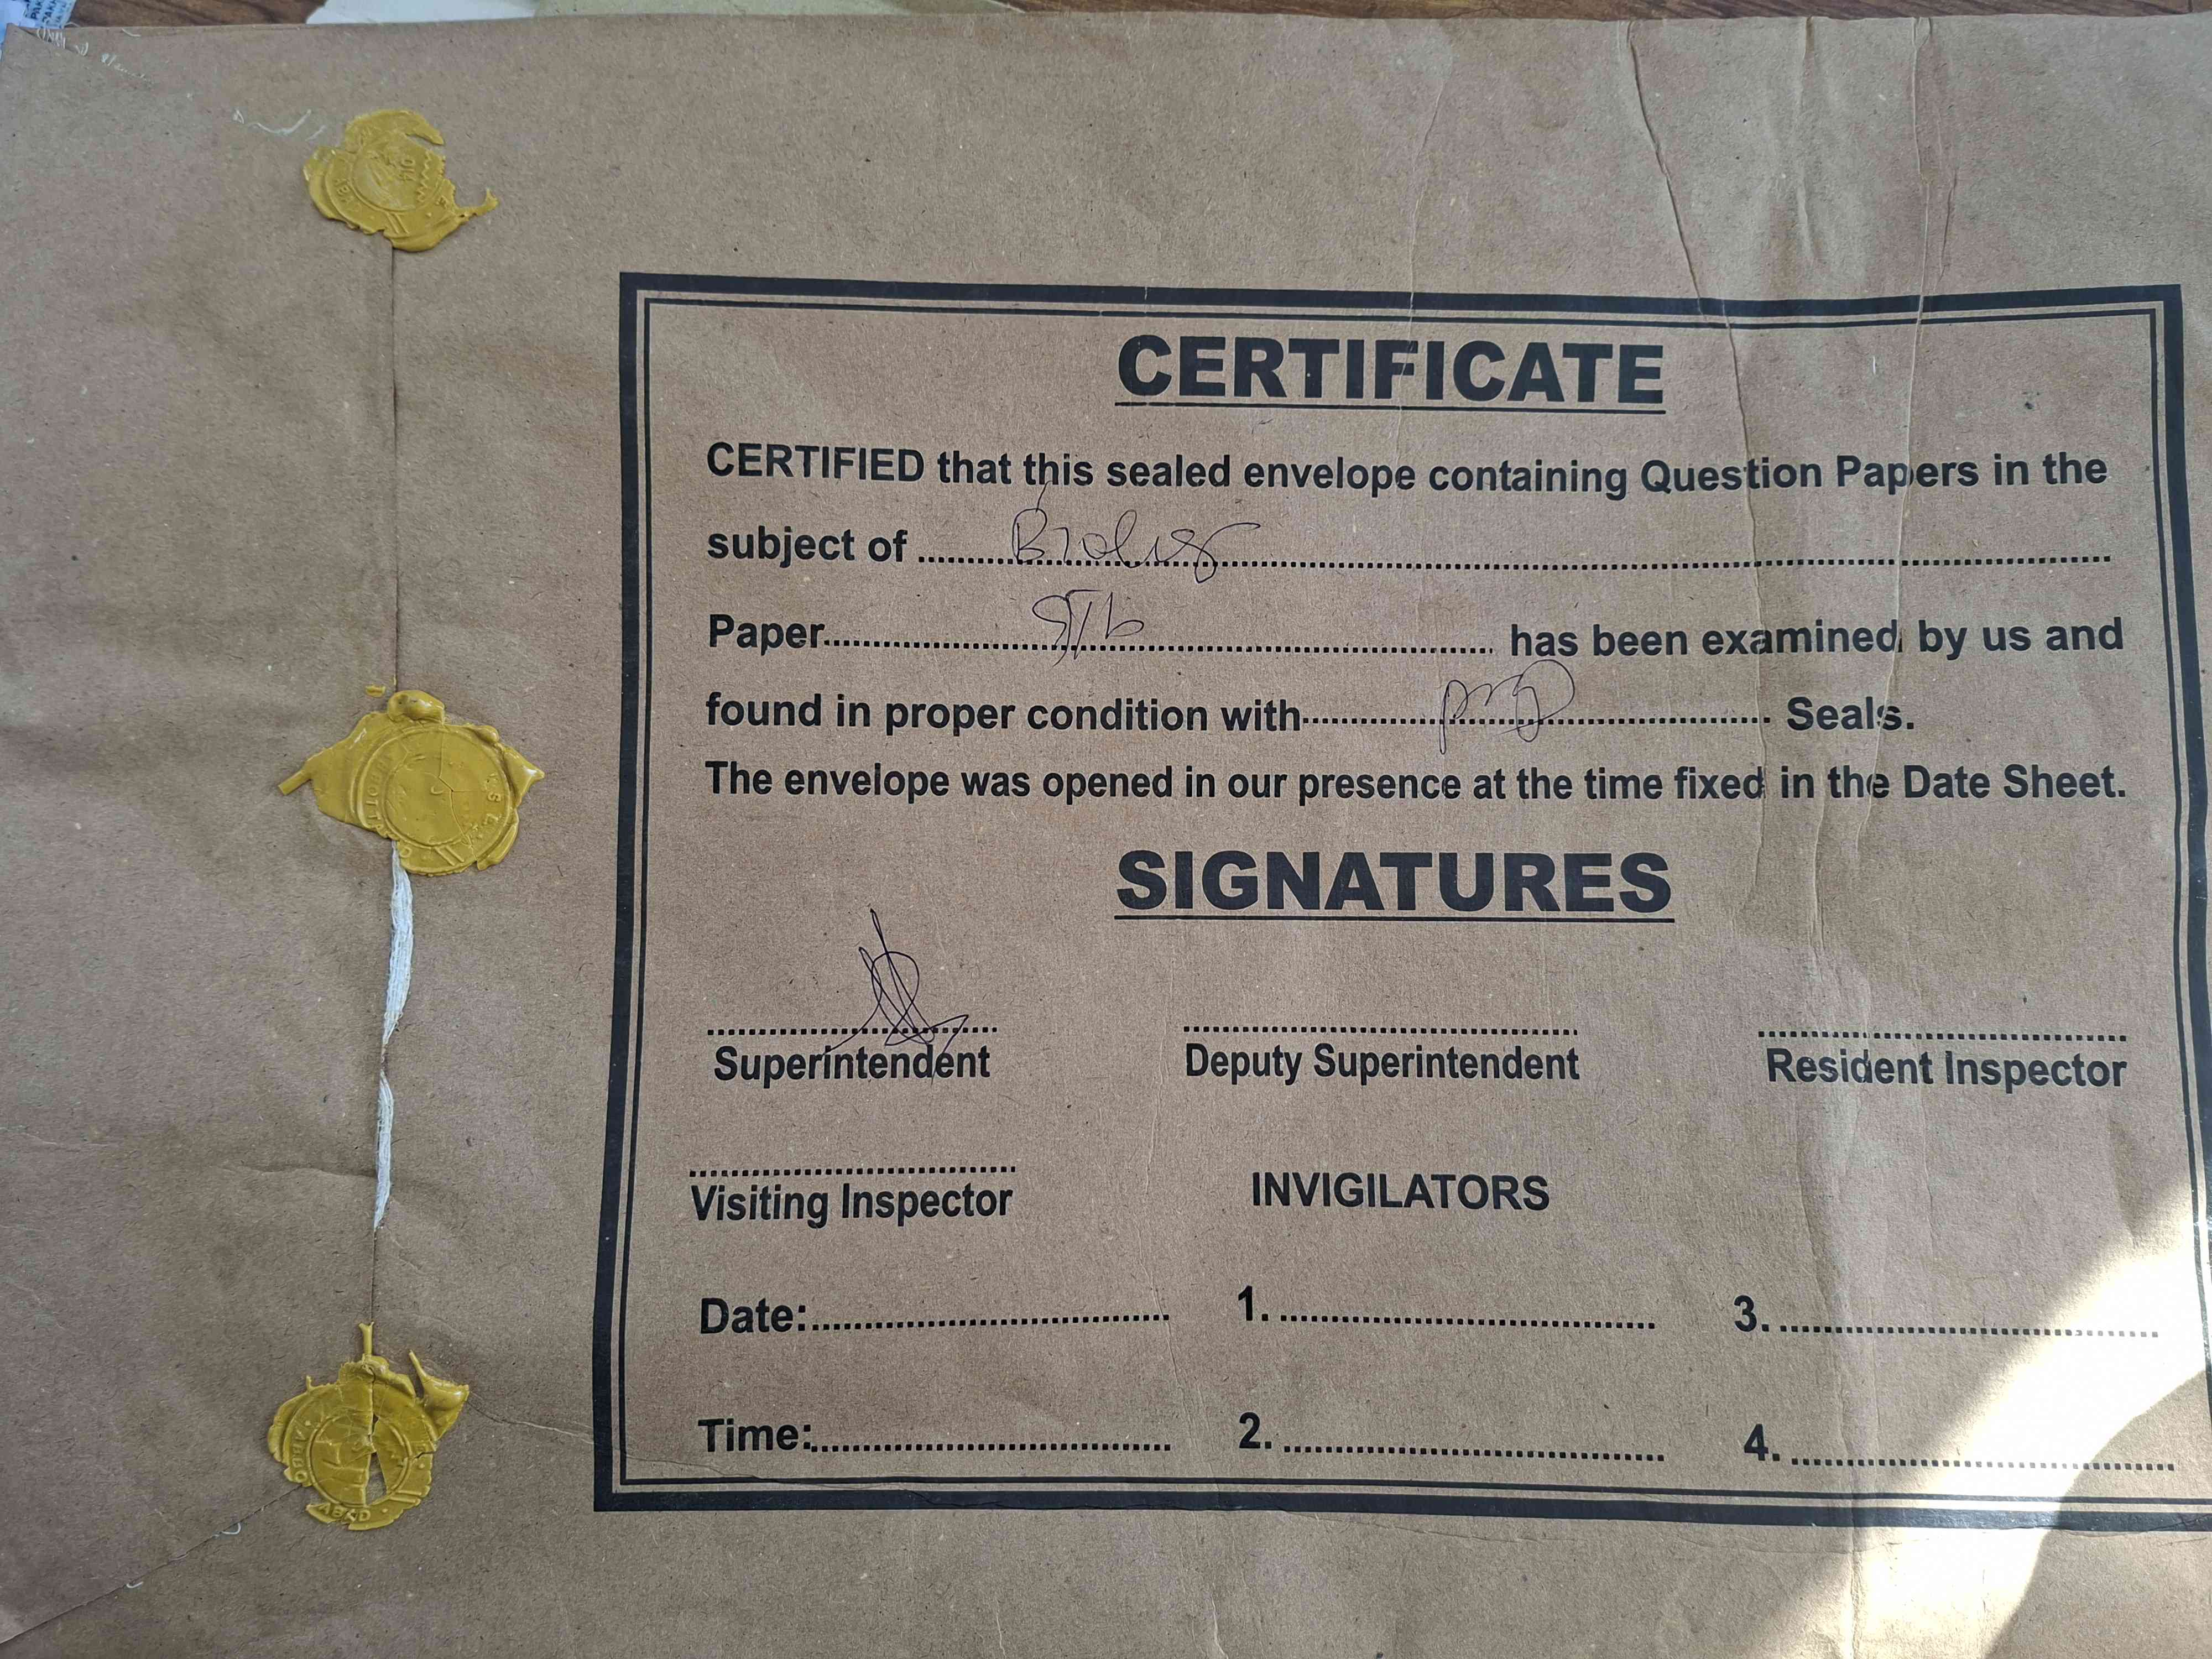 CERTIFICATE
CERTIFIED that this sealed envelope containing Question Papers in the
subject of Biology
Paper 9Th has been examined by us and
found in proper condition with Seals.
The envelope was opened in our presence at the time fixed in the Date Sheet.
SIGNATURES
Superintendent Deputy Superintendent Resident Inspector
Visiting Inspector INVIGILATORS
Date: 1. 3.
Time: 2. 4.